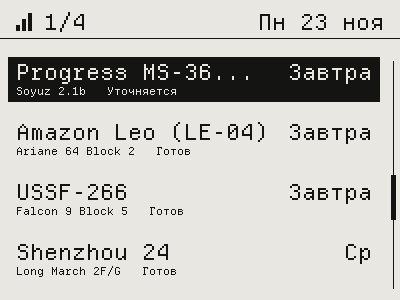 1/4 Пн 23 ноя
Progress MS-36... Завтра
Soyuz 2.1b Уточняется
Amazon Leo (LE-04) Завтра
Ariane 64 Block 2 Готов
USSF-266 Завтра
Falcon 9 Block 5 Готов
Shenzhou 24 Ср
Long March 2F/G Готов